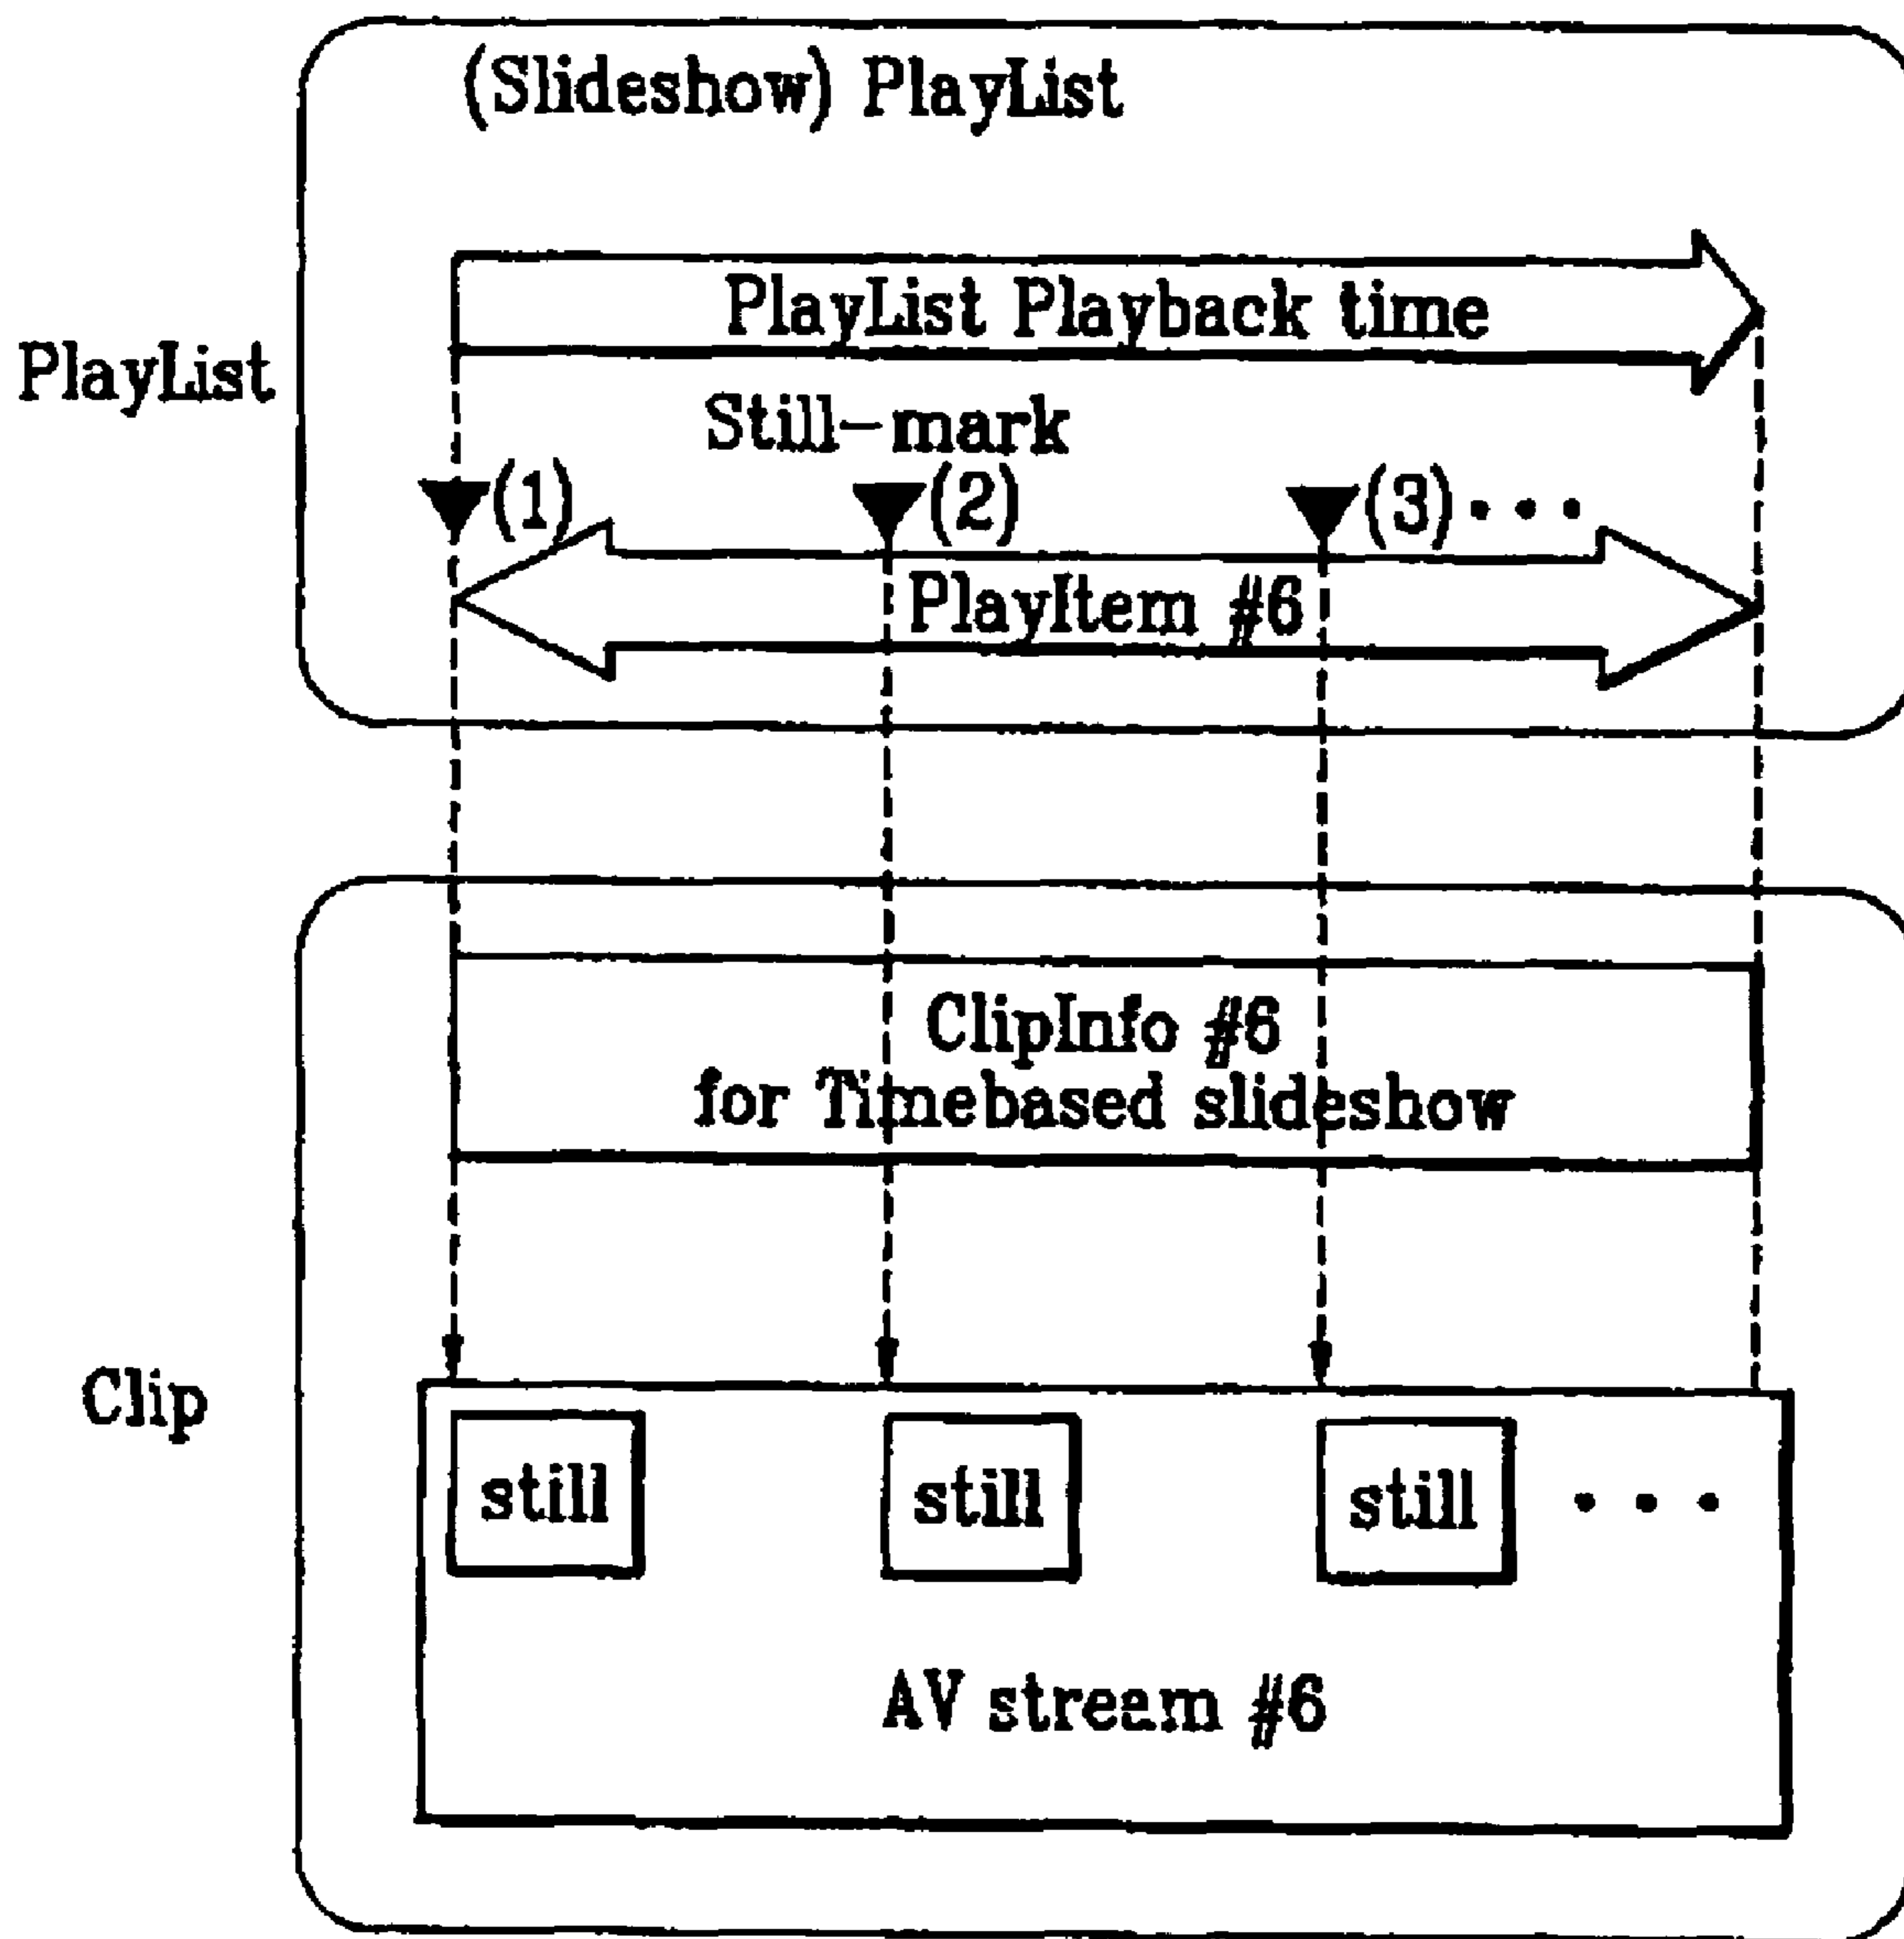 (Slideshow) PlayList
PlayList Playback time
PlayList
Still-mark
(1) (2) (3) • • •
PlayItem #6
ClipInfo #6
for Timebased slideshow
Clip
still still still • • •
AV streem #6